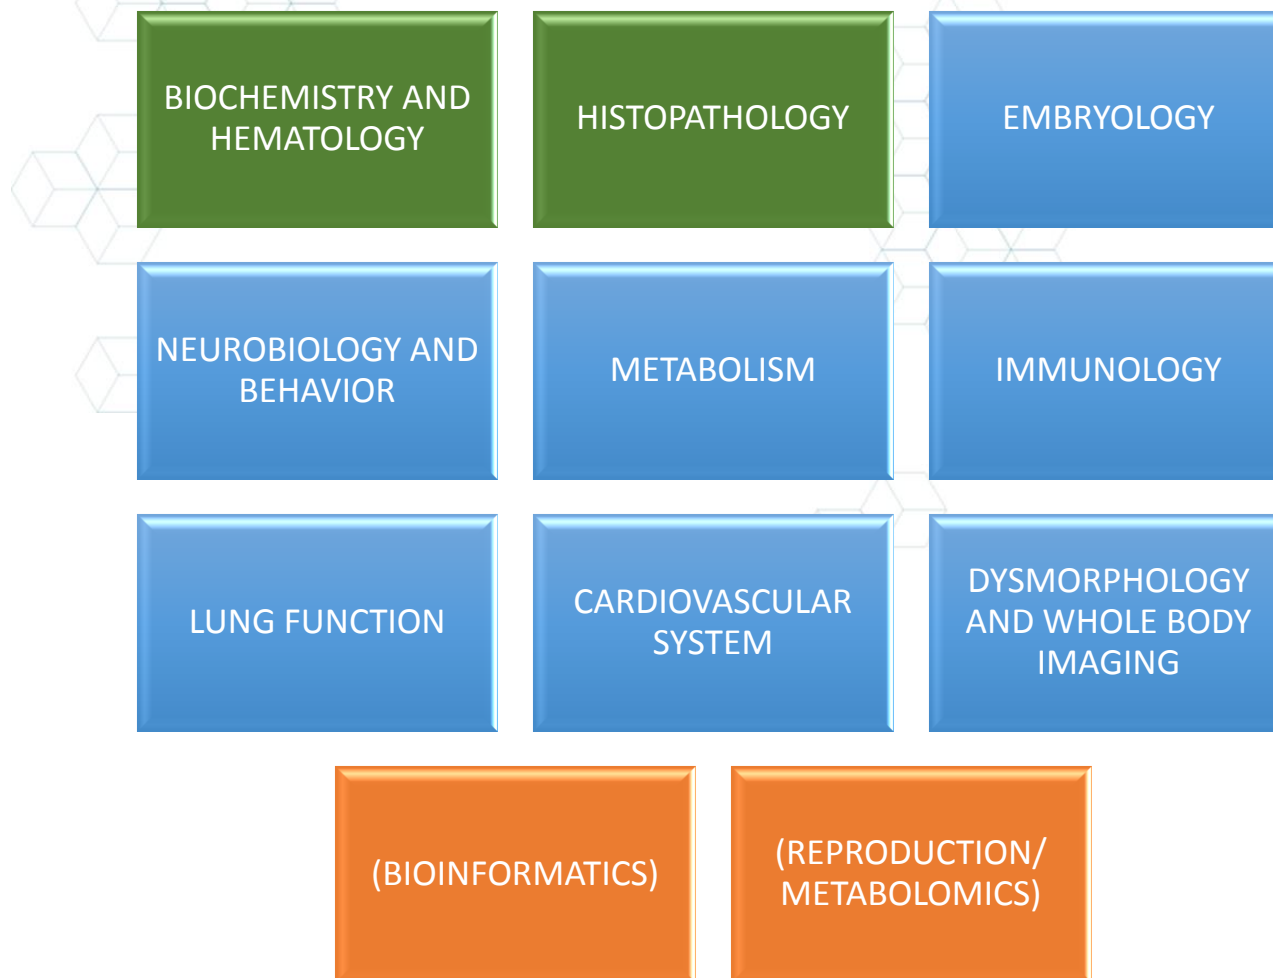 BIOCHEMISTRY AND
HEMATOLOGY
HISTOPATHOLOGY
EMBRYOLOGY
NEUROBIOLOGY AND
BEHAVIOR
METABOLISM
IMMUNOLOGY
LUNG FUNCTION
CARDIOVASCULAR
SYSTEM
DYSMORPHOLOGY
AND WHOLE BODY
IMAGING
(BIOINFORMATICS)
(REPRODUCTION/
METABOLOMICS)